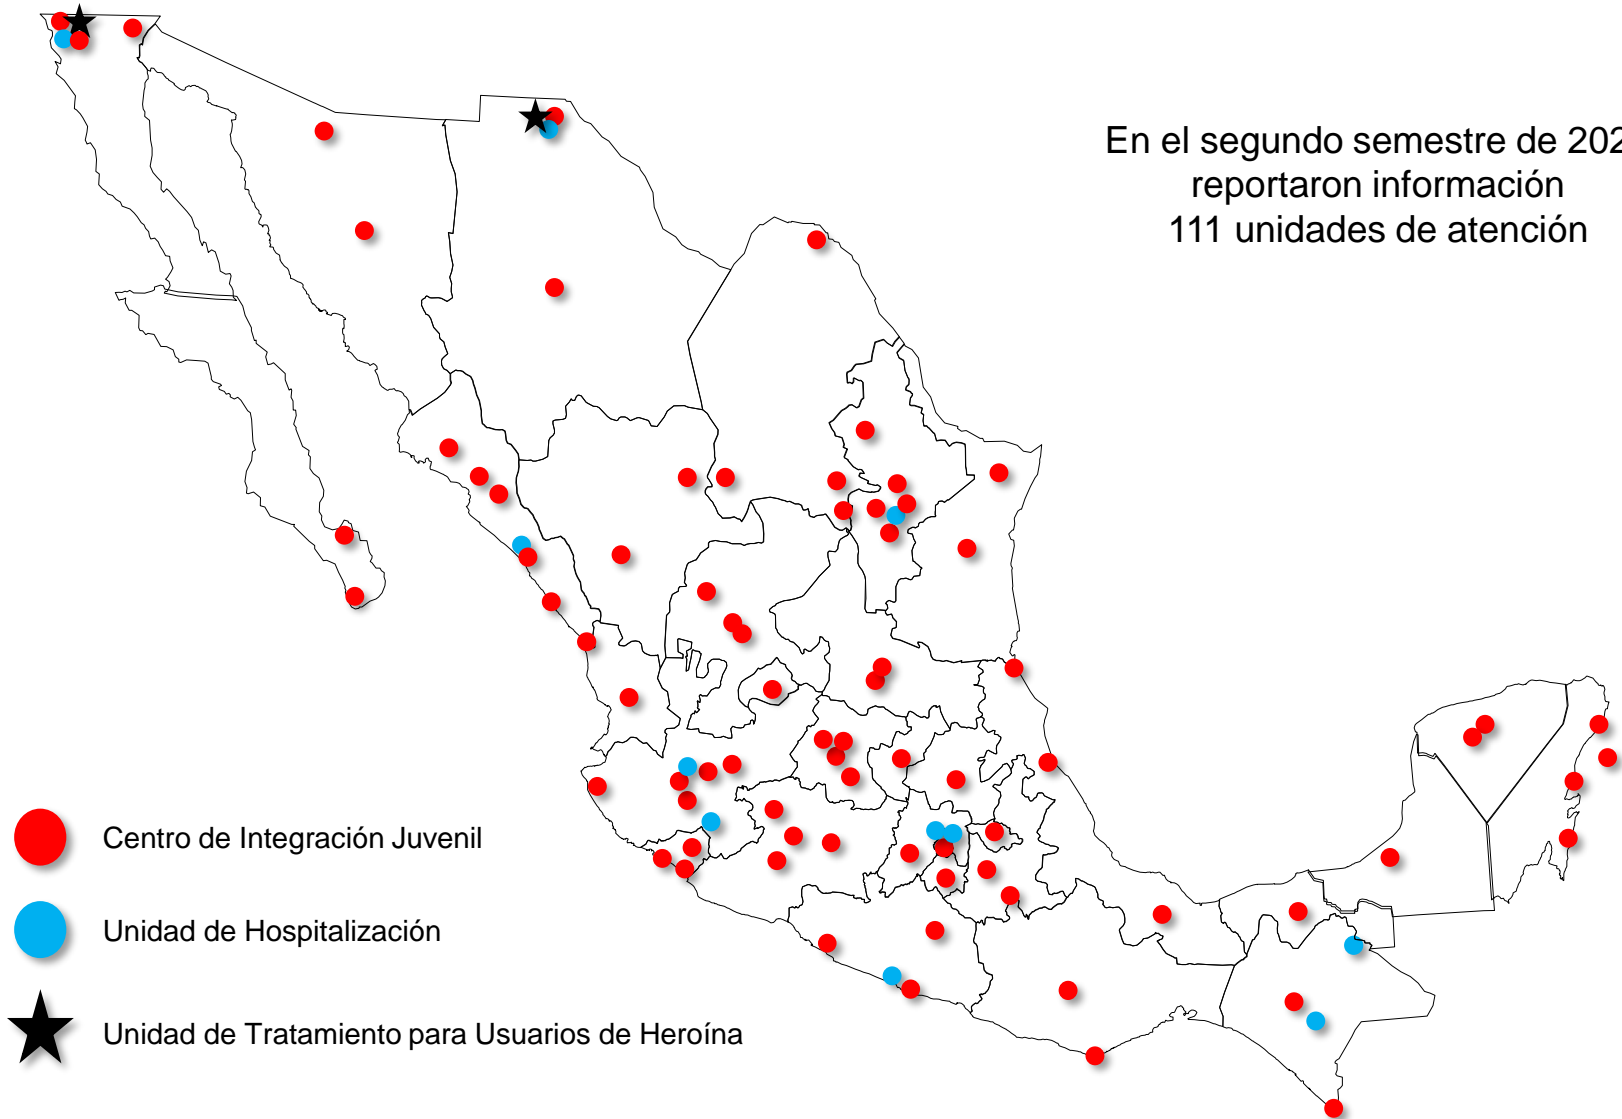 En el segundo semestre de 202
reportaron información
111 unidades de atención
Centro de Integración Juvenil
Unidad de Hospitalización
Unidad de Tratamiento para Usuarios de Heroína